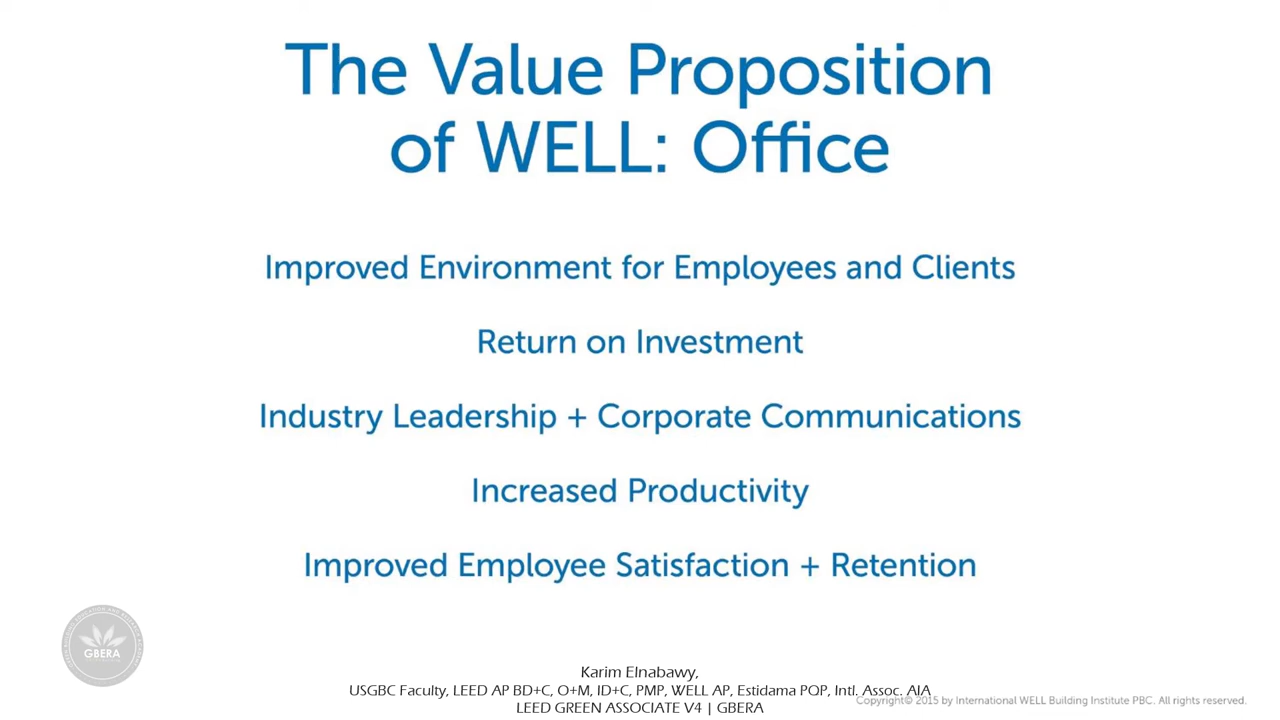 The Value Proposition
of WELL: Office
Improved Environment for Employees and Clients
Return on Investment
Industry Leadership + Corporate Communications
Increased Productivity
Improved Employee Satisfaction + Retention
GBERA
Karim Elnabawy,
USGBC Faculty, LEED AP BD+C, O+M, ID+C, PMP, WELL AP, Estidama POP, Intl. Assoc. AIA
Copyright© 2015 by International WELL Building Institute PBC. All rights reserved.
LEED GREEN ASSOCIATE V4 | GBERA